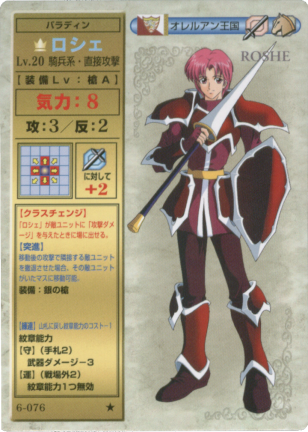 パラディン
ロシェ
Lv.20 騎兵系・直接攻撃
【装備Lv：槍A】
気力：8
攻：3／反：2
に対して
+2
【クラスチェンジ】
「ロシェ」が敵ユニットに「攻撃ダメージ」を与えたときに場に出せる。
【突進】
移動後の攻撃で隣接する敵ユニットを撤退させた場合、その敵ユニットがいたマスに移動可能。
装備：銀の槍
山札に戻し紋章能力のコスト-1
紋章能力
【守】（手札2）
武器ダメージ−3
【運】（戦場外2）
紋章能力1つ無効
6-076
★
オレルアン王国
ROSHE